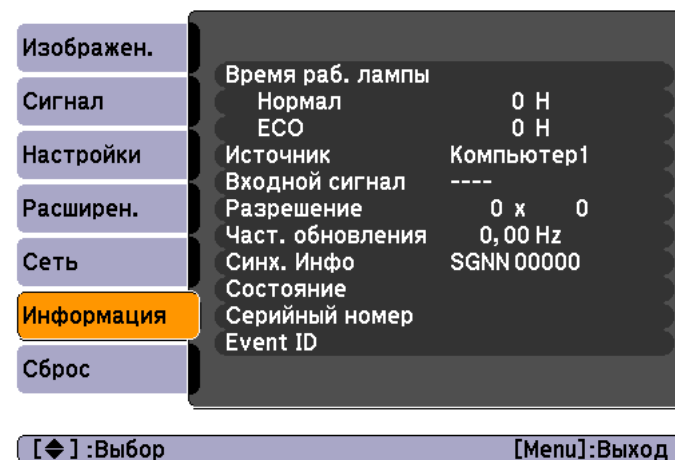 Изображен.
Сигнал
Настройки
Расширен.
Сеть
Информация
Сброс
Время раб. лампы
Нормал 0 H
ECO 0 H
Источник Компьютер1
Входной сигнал ----
Разрешение 0 x 0
Част. обновления 0,00 Hz
Синх. Инфо SGNN 00000
Состояние
Серийный номер
Event ID
[◆] :Выбор [Menu]:Выход